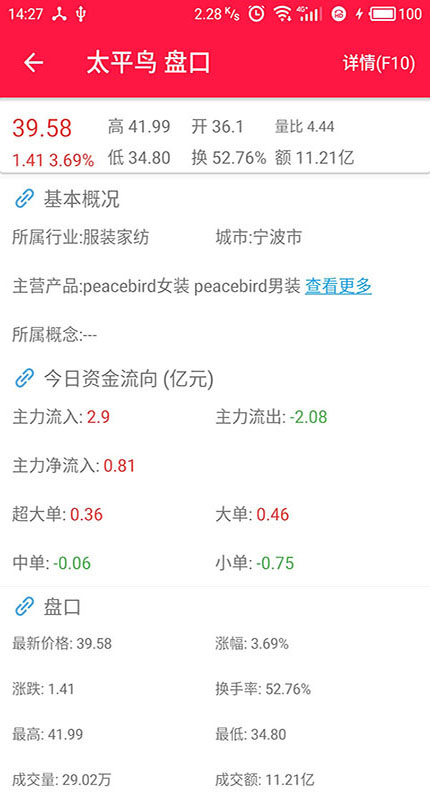 14:27 2.28 K/s 4G 100
太平鸟 盘口 详情(F10)
39.58 高 41.99 开 36.1 量比 4.44
1.41 3.69% 低 34.80 换 52.76% 额 11.21亿
基本概况
所属行业:服装家纺 城市:宁波市
主营产品:peacebird女装 peacebird男装 查看更多
所属概念:---
今日资金流向 (亿元)
主力流入: 2.9 主力流出: -2.08
主力净流入: 0.81
超大单: 0.36 大单: 0.46
中单: -0.06 小单: -0.75
盘口
最新价格: 39.58 涨幅: 3.69%
涨跌: 1.41 换手率: 52.76%
最高: 41.99 最低: 34.80
成交量: 29.02万 成交额: 11.21亿